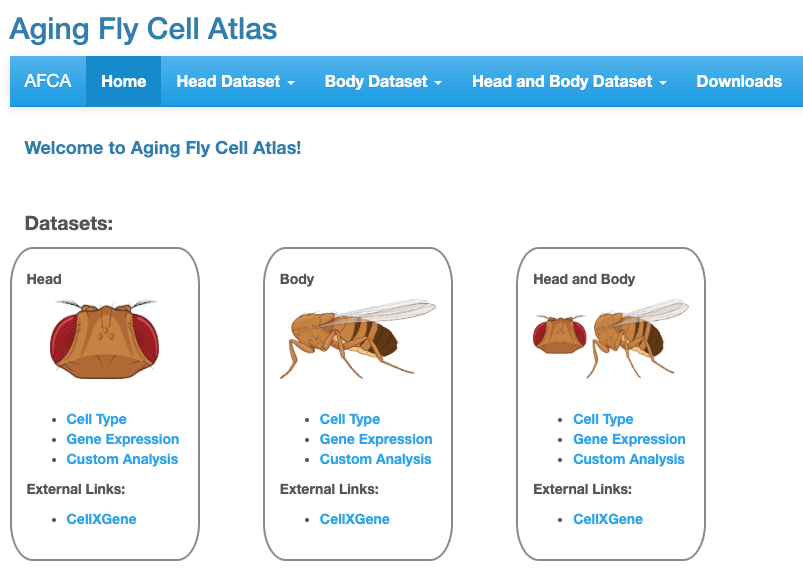 Aging Fly Cell Atlas
AFCA Home Head Dataset Body Dataset Head and Body Dataset Downloads
Welcome to Aging Fly Cell Atlas!
Datasets:
Head
Cell Type
Gene Expression
Custom Analysis
External Links:
CellXGene
Body
Cell Type
Gene Expression
Custom Analysis
External Links:
CellXGene
Head and Body
Cell Type
Gene Expression
Custom Analysis
External Links:
CellXGene